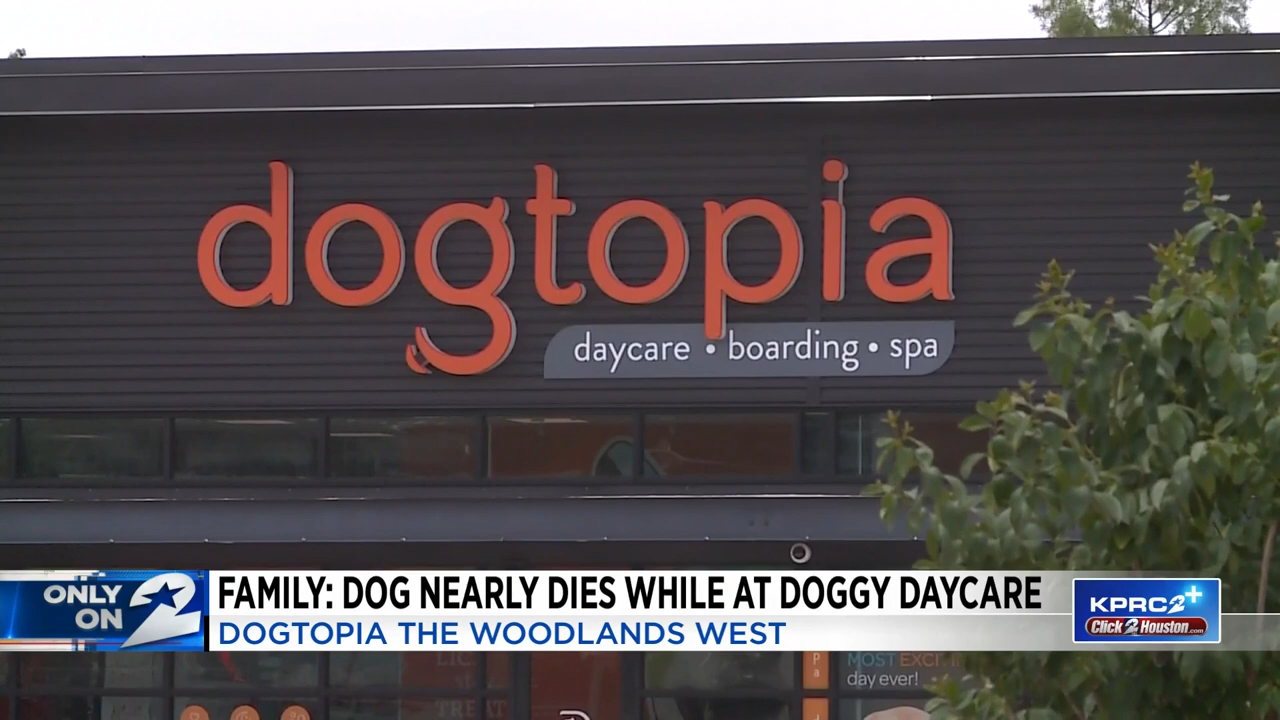 dogtopia
daycare • boarding • spa
ONLY
ON 2
FAMILY: DOG NEARLY DIES WHILE AT DOGGY DAYCARE
DOGTOPIA THE WOODLANDS WEST
KPRC2+
Click2Houston.com
MOST
day ever!